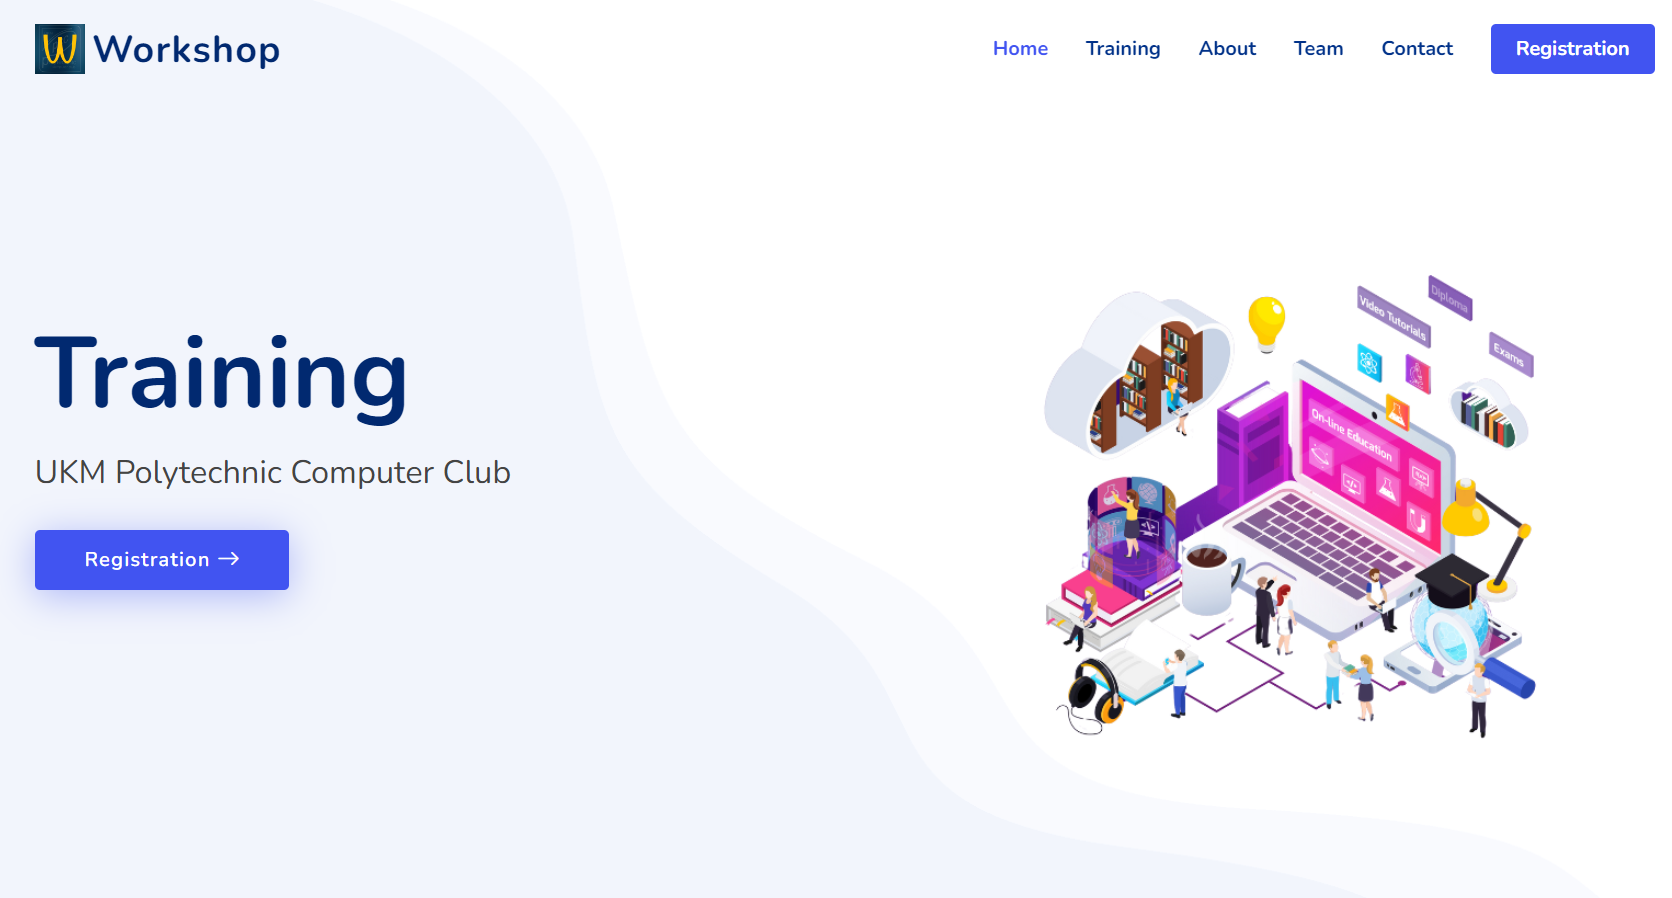 W Workshop
Home Training About Team Contact Registration
Training
UKM Polytechnic Computer Club
Registration →
Diploma
Video Tutorials
Exams
On-line Education